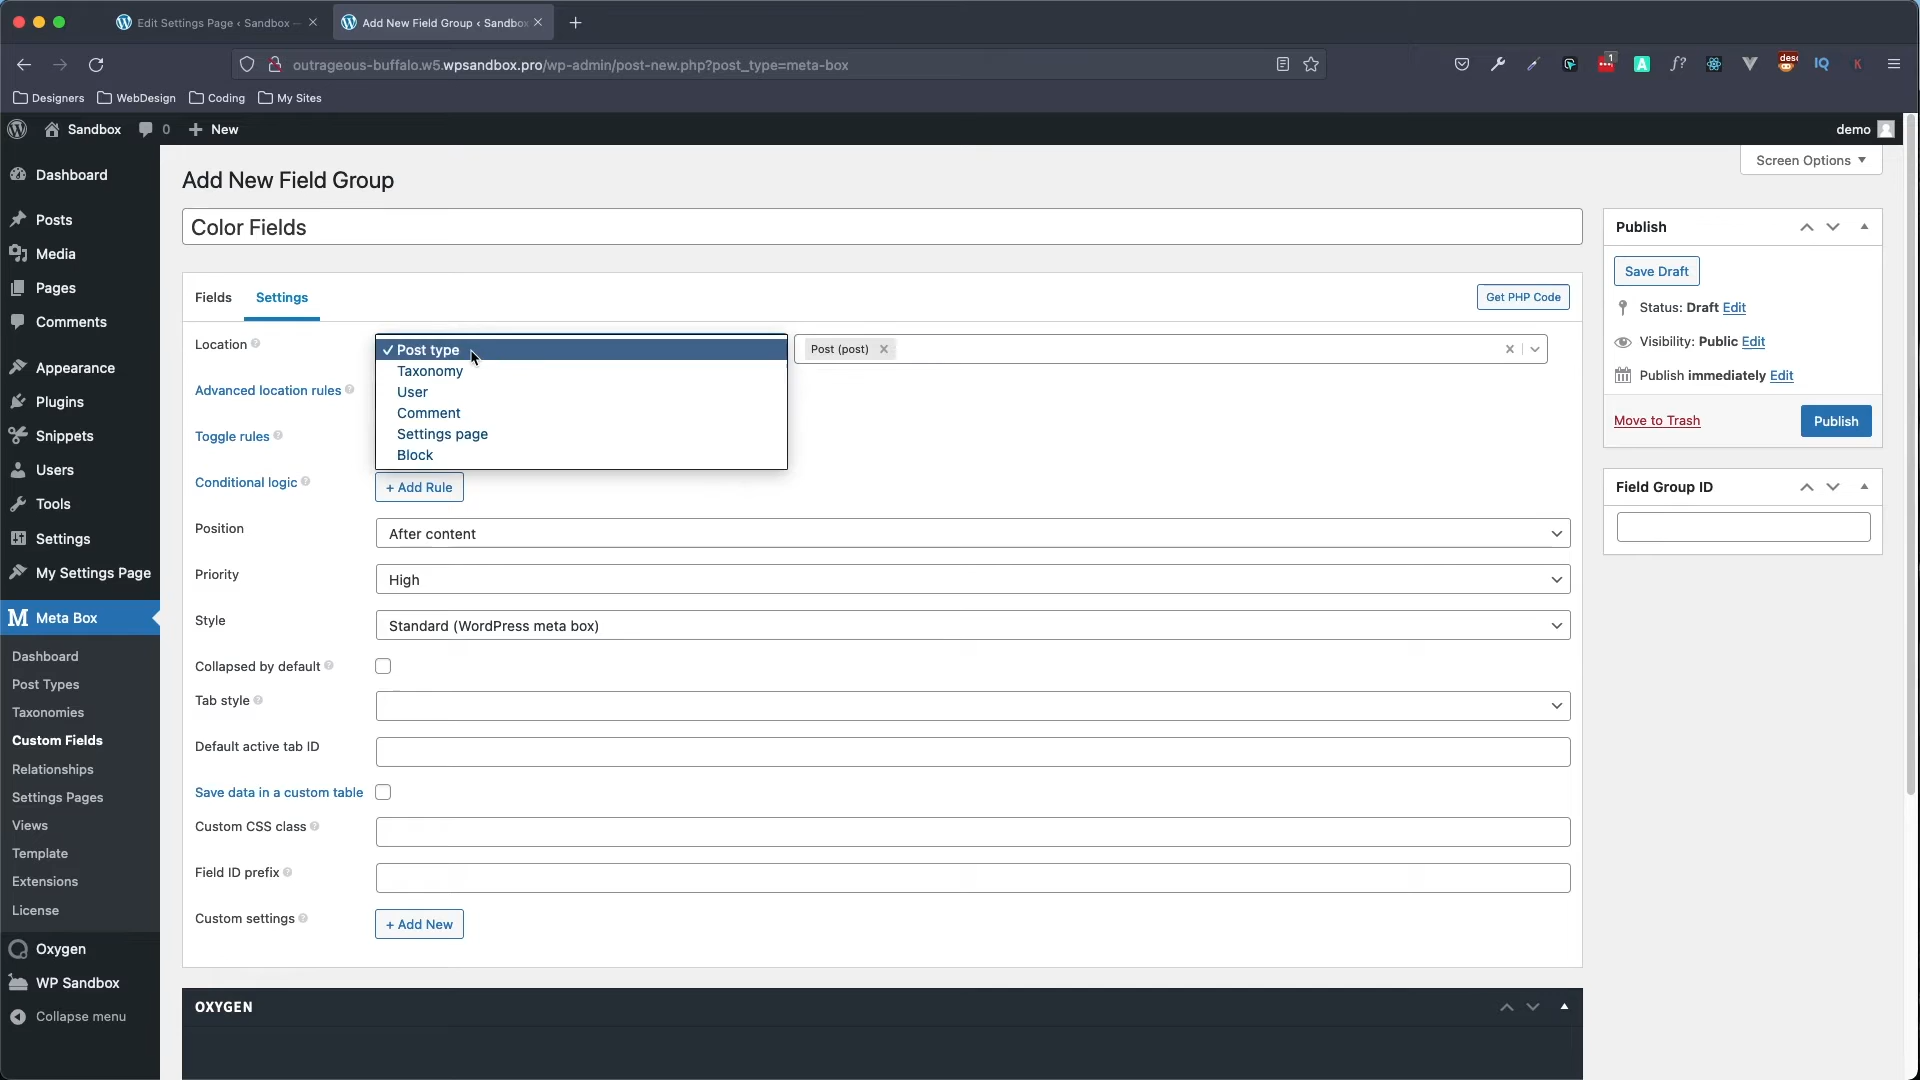 Edit Settings Page ‹ Sandbox —
Add New Field Group ‹ Sandbox
outrageous-buffalo.w5.wpsandbox.pro/wp-admin/post-new.php?post_type=meta-box
1
desc
IQ
K
Designers
WebDesign
Coding
My Sites
Sandbox
0
New
demo
Screen Options
Dashboard
Posts
Media
Pages
Comments
Appearance
Plugins
Snippets
Users
Tools
Settings
My Settings Page
Meta Box
Dashboard
Post Types
Taxonomies
Custom Fields
Relationships
Settings Pages
Views
Template
Extensions
License
Oxygen
WP Sandbox
Collapse menu
Add New Field Group
Color Fields
Fields
Settings
Get PHP Code
Location
Post type
Taxonomy
User
Comment
Settings page
Block
Post (post)
Advanced location rules
Toggle rules
Conditional logic
+ Add Rule
Position
After content
Priority
High
Style
Standard (WordPress meta box)
Collapsed by default
Tab style
Default active tab ID
Save data in a custom table
Custom CSS class
Field ID prefix
Custom settings
+ Add New
OXYGEN
Publish
Save Draft
Status: Draft Edit
Visibility: Public Edit
Publish immediately Edit
Move to Trash
Publish
Field Group ID